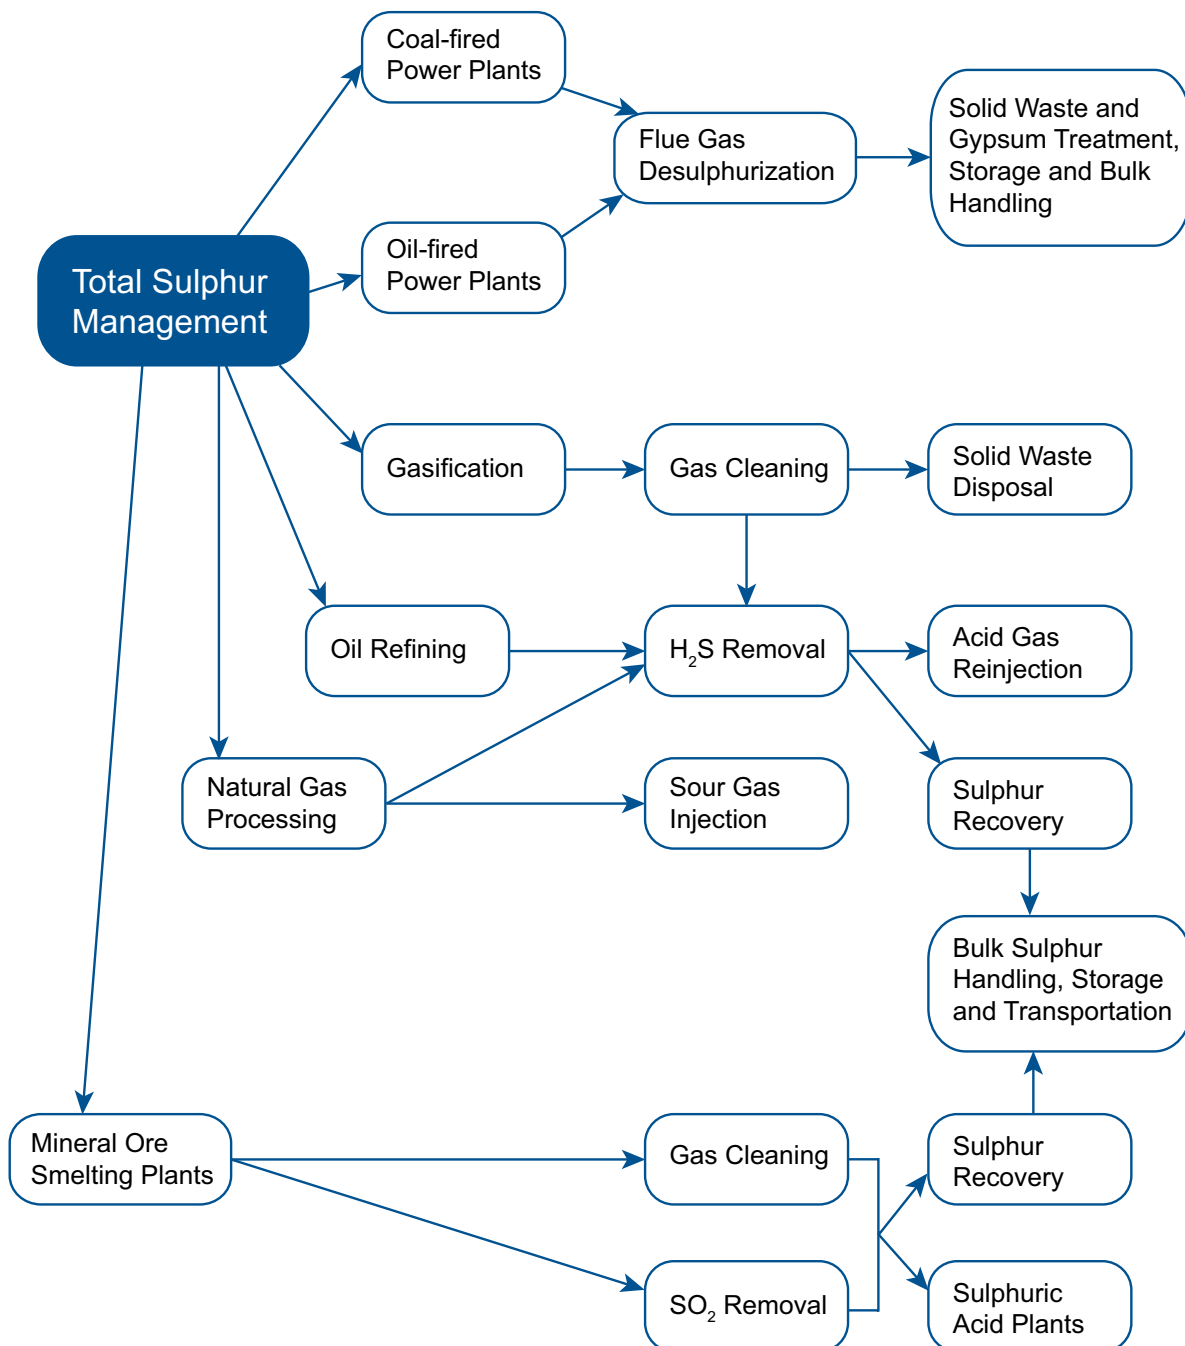 Coal-fired
Power Plants
Flue Gas
Desulphurization
Solid Waste and
Gypsum Treatment,
Storage and Bulk
Handling
Oil-fired
Power Plants
Total Sulphur
Management
Gasification
Gas Cleaning
Solid Waste
Disposal
Oil Refining
H₂S Removal
Acid Gas
Reinjection
Natural Gas
Processing
Sour Gas
Injection
Sulphur
Recovery
Bulk Sulphur
Handling, Storage
and Transportation
Mineral Ore
Smelting Plants
Gas Cleaning
Sulphur
Recovery
SO₂ Removal
Sulphuric
Acid Plants